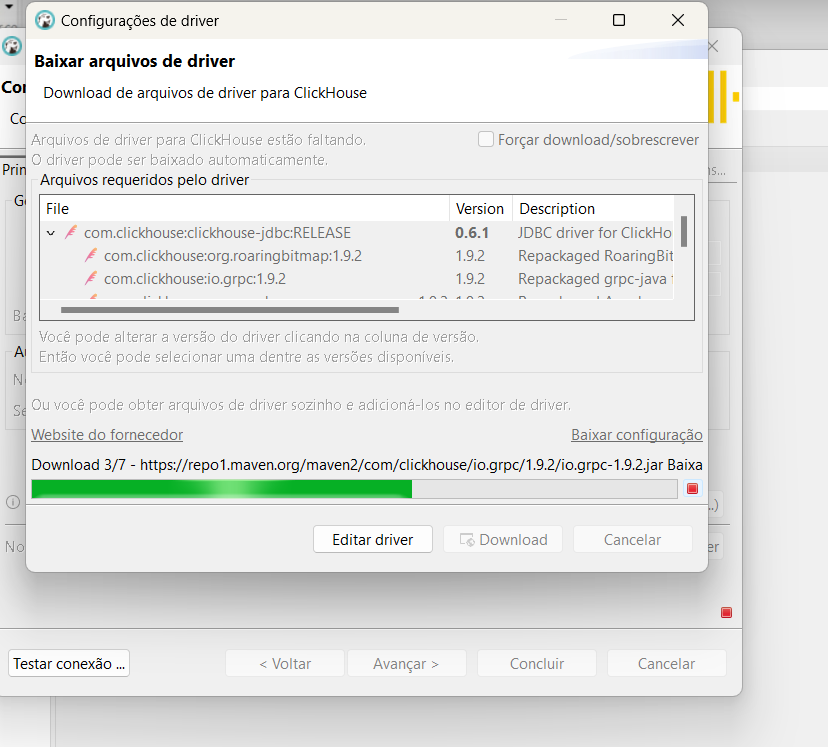 Configurações de driver
Baixar arquivos de driver
Download de arquivos de driver para ClickHouse
Arquivos de driver para ClickHouse estão faltando.
O driver pode ser baixado automaticamente.
Forçar download/sobrescrever
Arquivos requeridos pelo driver
File Version Description
com.clickhouse:clickhouse-jdbc:RELEASE 0.6.1 JDBC driver for ClickHo
com.clickhouse:org.roaringbitmap:1.9.2 1.9.2 Repackaged RoaringBit
com.clickhouse:io.grpc:1.9.2 1.9.2 Repackaged grpc-java
Você pode alterar a versão do driver clicando na coluna de versão.
Então você pode selecionar uma dentre as versões disponíveis.
Ou você pode obter arquivos de driver sozinho e adicioná-los no editor de driver.
Website do fornecedor Baixar configuração
Download 3/7 - https://repo1.maven.org/maven2/com/clickhouse/io.grpc/1.9.2/io.grpc-1.9.2.jar Baixa
Editar driver Download Cancelar
Testar conexão ... < Voltar Avançar > Concluir Cancelar